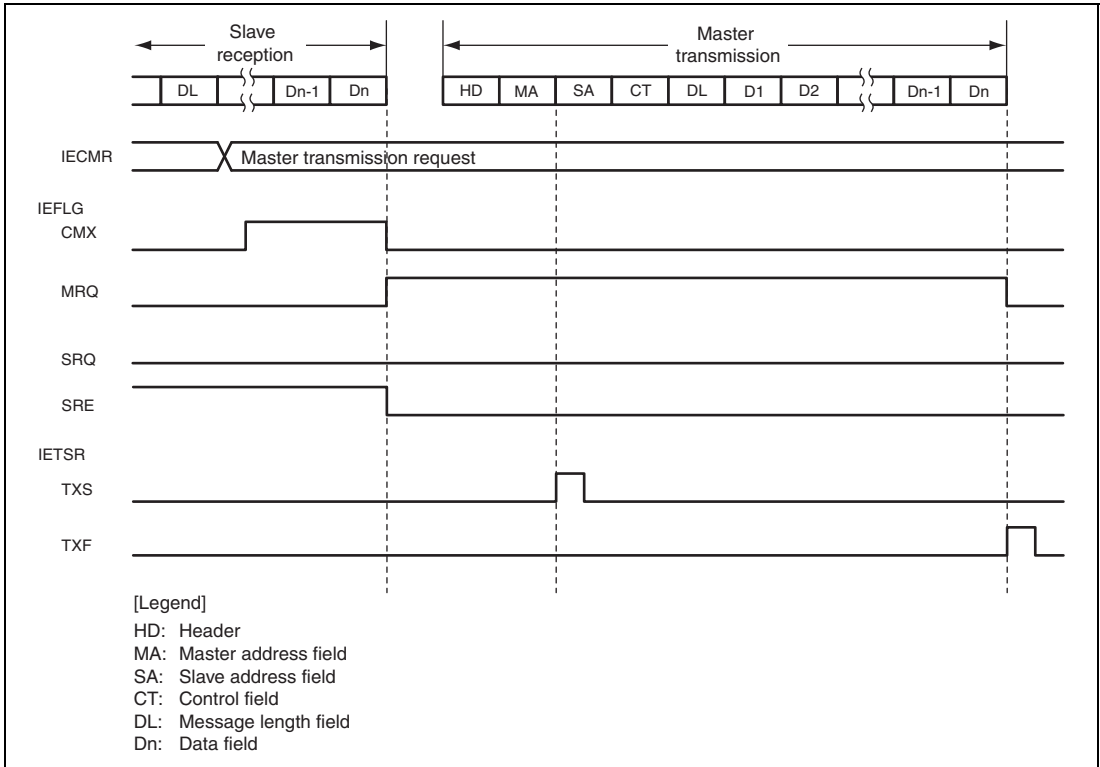 Slave
reception
Master
transmission
DL Dn-1 Dn HD MA SA CT DL D1 D2 Dn-1 Dn
IECMR Master transmission request
IEFLG
CMX
MRQ
SRQ
SRE
IETSR
TXS
TXF
[Legend]
HD: Header
MA: Master address field
SA: Slave address field
CT: Control field
DL: Message length field
Dn: Data field